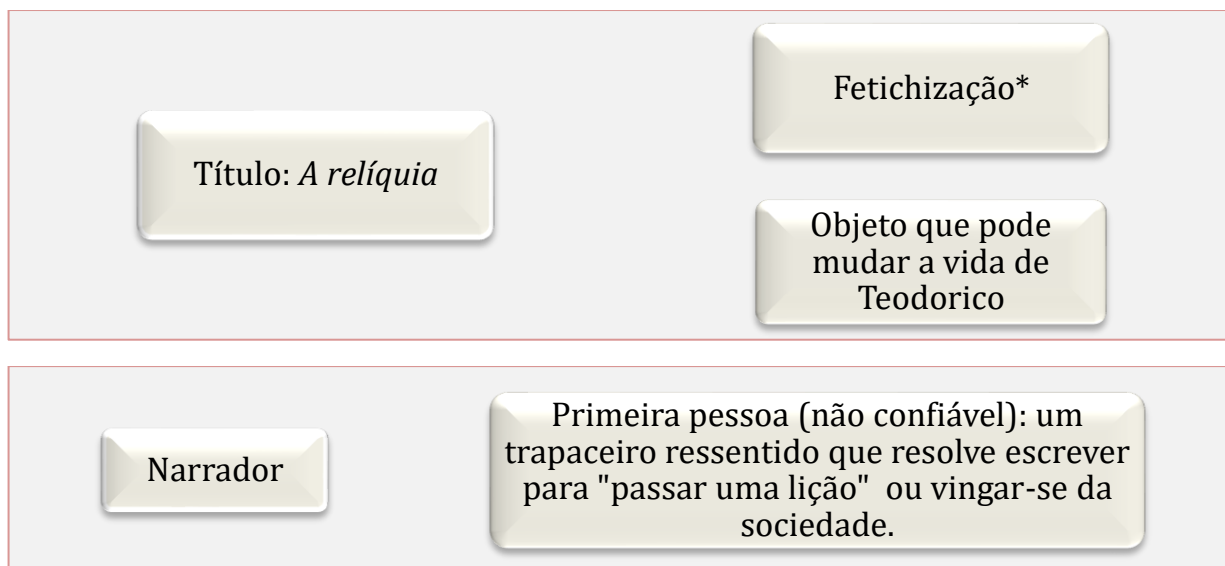 Título: A relíquia
Fetichização*
Objeto que pode
mudar a vida de
Teodorico
Narrador
Primeira pessoa (não confiável): um
trapaceiro ressentido que resolve escrever
para "passar uma lição" ou vingar-se da
sociedade.